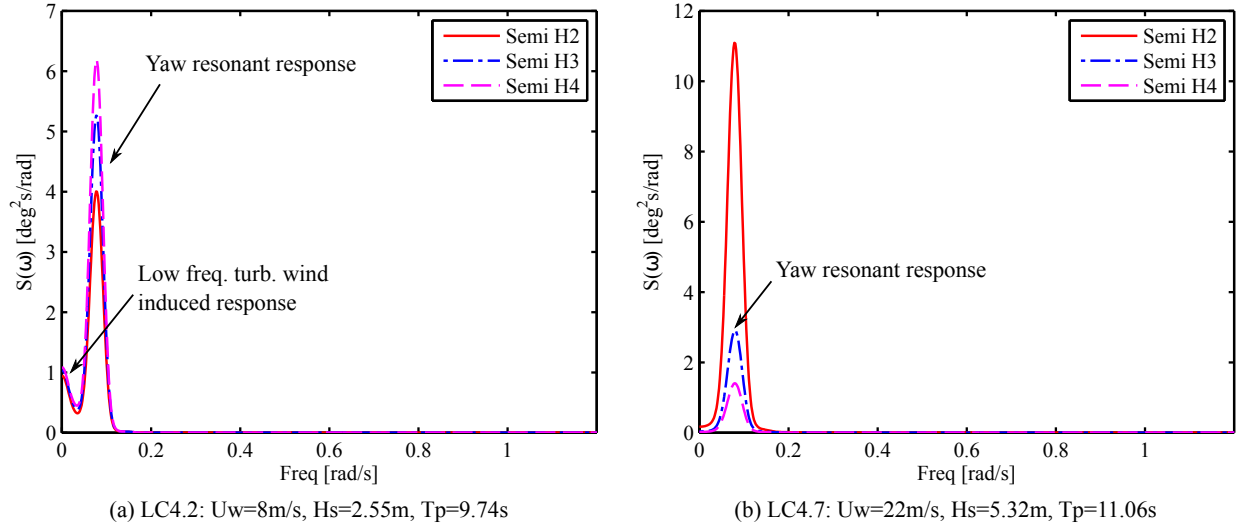 7
6
5
4
3
2
1
0
S(ω) [deg²s/rad]
0
0.2
0.4
0.6
0.8
1
Freq [rad/s]
Semi H2
Semi H3
Semi H4
Yaw resonant response
Low freq. turb. wind
induced response
(a) LC4.2: Uw=8m/s, Hs=2.55m, Tp=9.74s
12
10
8
6
4
2
0
S(ω) [deg²s/rad]
0
0.2
0.4
0.6
0.8
1
Freq [rad/s]
Semi H2
Semi H3
Semi H4
Yaw resonant response
(b) LC4.7: Uw=22m/s, Hs=5.32m, Tp=11.06s